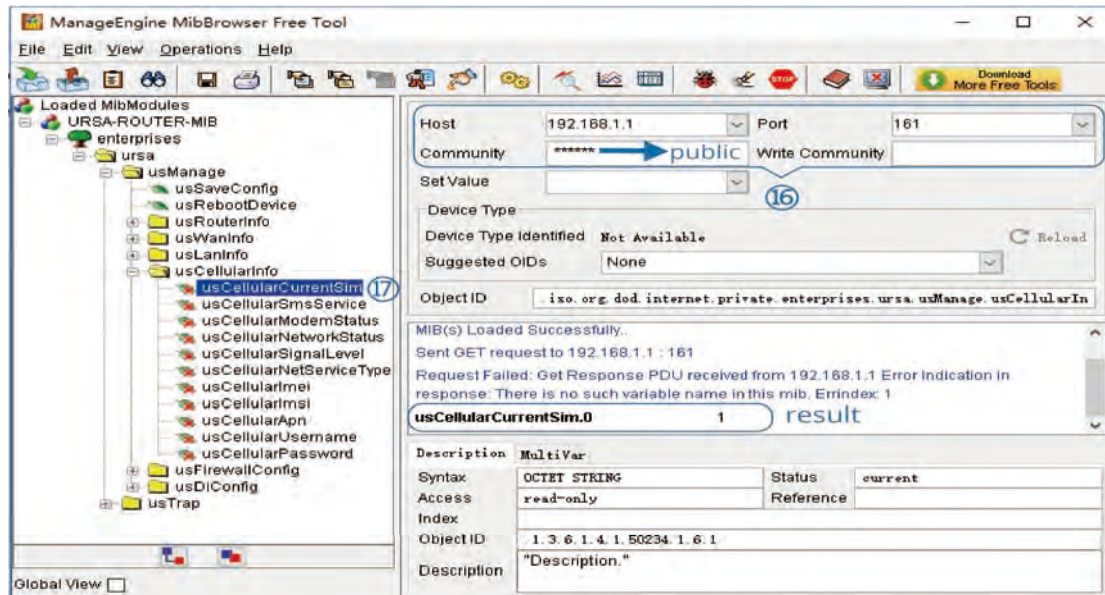 ManageEngine MibBrowser Free Tool
File Edit View Operations Help
STOP
Download
More Free Tools
Loaded MibModules
URSA-ROUTER-MIB
enterprises
ursa
usManage
usSaveConfig
usRebootDevice
usRouterInfo
usWanInfo
usLanInfo
usCellularInfo
usCellularCurrentSim ⑰
usCellularSmsService
usCellularModemStatus
usCellularNetworkStatus
usCellularSignalLevel
usCellularNetServiceType
usCellularImei
usCellularImsi
usCellularApn
usCellularUsername
usCellularPassword
usFirewallConfig
usDIConfig
usTrap
Global View
Host 192.168.1.1 Port 161
Community ****** public Write Community
Set Value
⑯
Device Type
Device Type Identified Not Available Reload
Suggested OIDs None
Object ID .iso.org.dod.internet.private.enterprises.ursa.usManage.usCellularIn
MIB(s) Loaded Successfully..
Sent GET request to 192.168.1.1 : 161
Request Failed: Get Response PDU received from 192.168.1.1 Error Indication in
response: There is no such variable name in this mib. Errindex: 1
usCellularCurrentSim.0 1 result
Description MultiVar
Syntax OCTET STRING Status current
Access read-only Reference
Index
Object ID .1.3.6.1.4.1.50234.1.6.1
Description "Description."